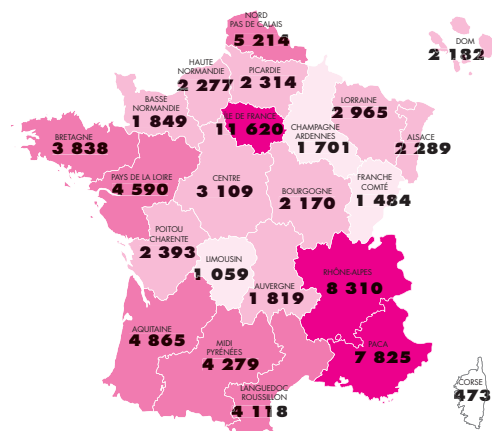 NORD
PAS DE CALAIS
5 214
DOM
2 182
HAUTE
NORMANDIE
2 277
PICARDIE
2 314
BASSE
NORMANDIE
1 849
ILE DE FRANCE
11 620
LORRAINE
2 965
CHAMPAGNE
ARDENNES
1 701
ALSACE
2 289
BRETAGNE
3 838
PAYS DE LA LOIRE
4 590
CENTRE
3 109
BOURGOGNE
2 170
FRANCHE
COMTÉ
1 484
POITOU
CHARENTE
2 393
LIMOUSIN
1 059
AUVERGNE
1 819
RHÔNE-ALPES
8 310
AQUITAINE
4 865
MIDI
PYRÉNÉES
4 279
PACA
7 825
LANGUEDOC
ROUSSILLON
4 118
CORSE
473